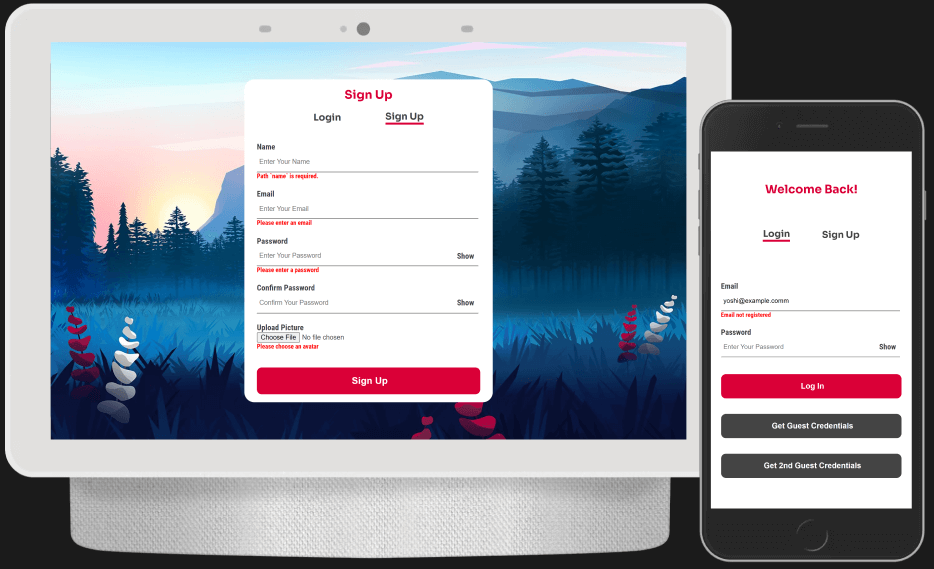 Sign Up
Login Sign Up
Name
Enter Your Name
Path `name` is required.
Email
Enter Your Email
Please enter an email
Password
Enter Your Password Show
Please enter a password
Confirm Password
Confirm Your Password Show
Upload Picture
Choose File No file chosen
Please choose an avatar
Sign Up
Welcome Back!
Login Sign Up
Email
yoshi@example.comm
Email not registered
Password
Enter Your Password Show
Log In
Get Guest Credentials
Get 2nd Guest Credentials